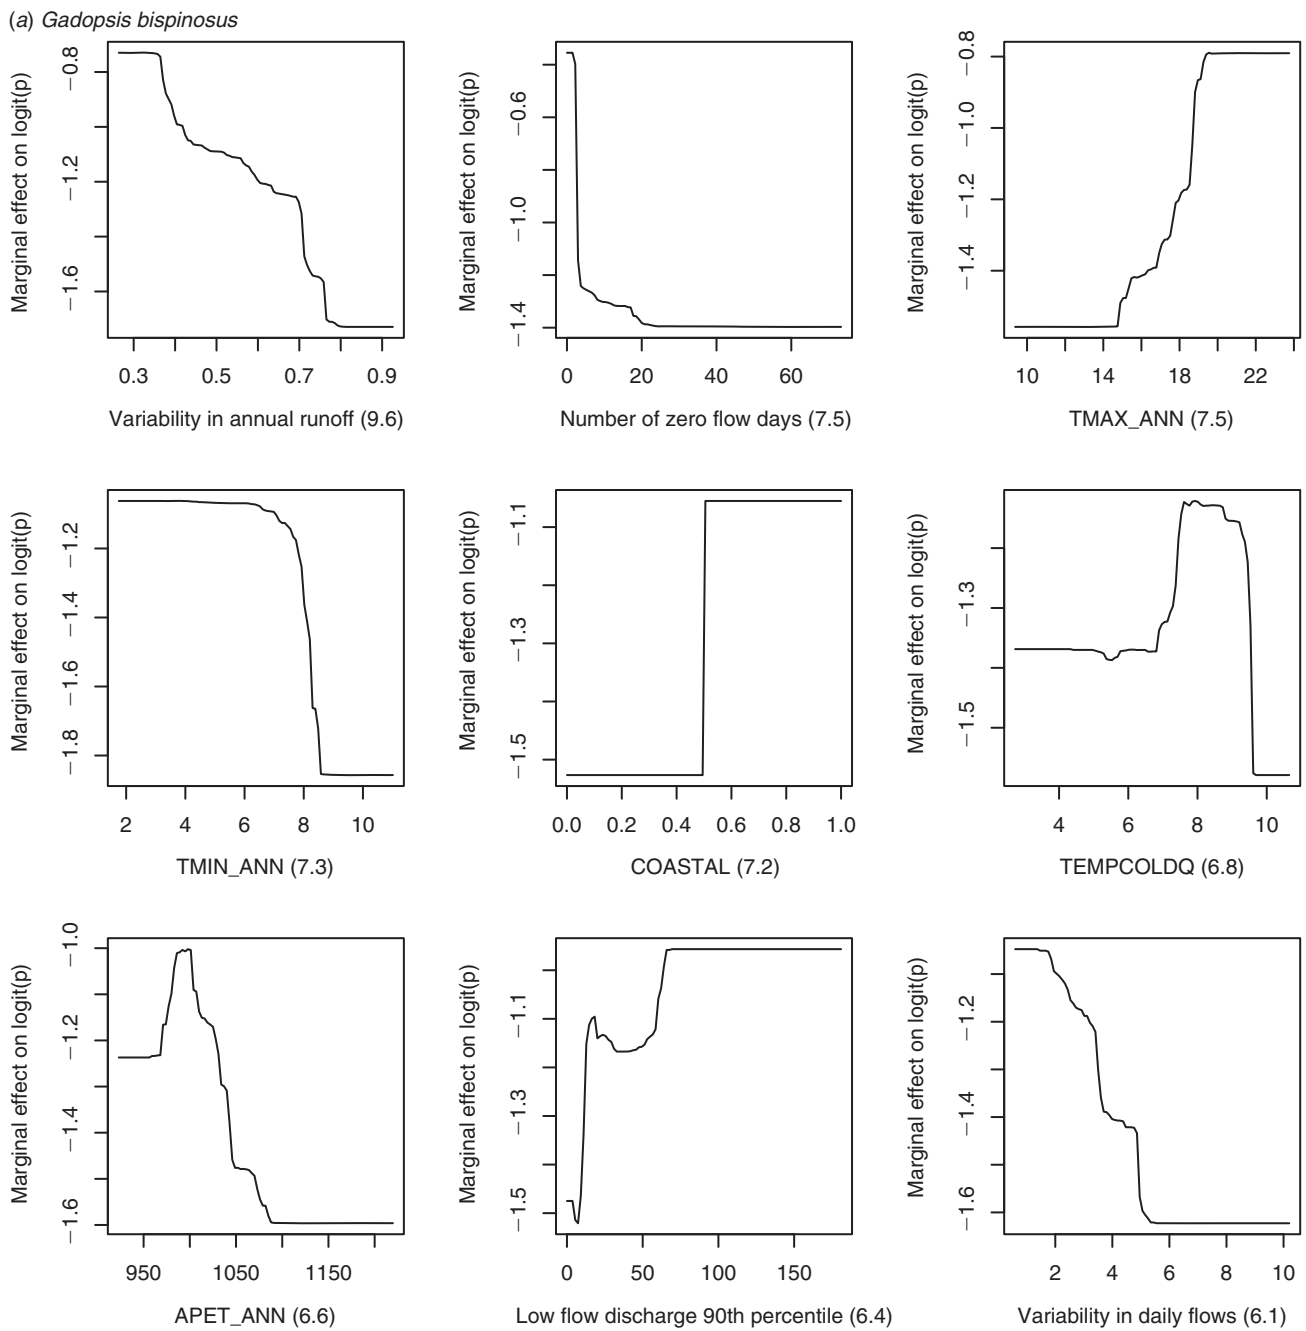 (a) Gadopsis bispinosus
Marginal effect on logit(p)
−0.8
−1.2
−1.6
0.3 0.5 0.7 0.9
Variability in annual runoff (9.6)
Marginal effect on logit(p)
−0.6
−1.0
−1.4
0 20 40 60
Number of zero flow days (7.5)
Marginal effect on logit(p)
−0.8
−1.0
−1.2
−1.4
10 14 18 22
TMAX_ANN (7.5)
Marginal effect on logit(p)
−1.2
−1.4
−1.6
−1.8
2 4 6 8 10
TMIN_ANN (7.3)
Marginal effect on logit(p)
−1.1
−1.3
−1.5
0.0 0.2 0.4 0.6 0.8 1.0
COASTAL (7.2)
Marginal effect on logit(p)
−1.3
−1.5
4 6 8 10
TEMPCOLDQ (6.8)
Marginal effect on logit(p)
−1.0
−1.2
−1.4
−1.6
950 1050 1150
APET_ANN (6.6)
Marginal effect on logit(p)
−1.1
−1.3
−1.5
0 50 100 150
Low flow discharge 90th percentile (6.4)
Marginal effect on logit(p)
−1.2
−1.4
−1.6
2 4 6 8 10
Variability in daily flows (6.1)